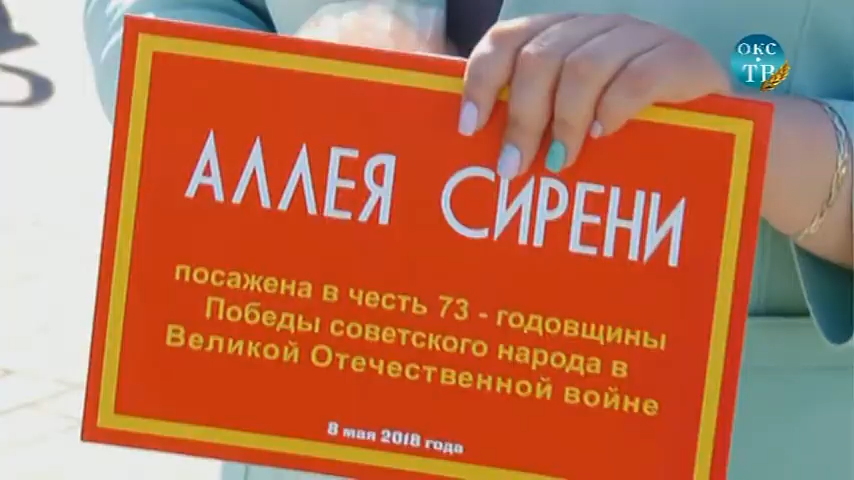 ОКС
ТВ
АЛЛЕЯ СИРЕНИ
посажена в честь 73 - годовщины
Победы советского народа в
Великой Отечественной войне
8 мая 2018 года